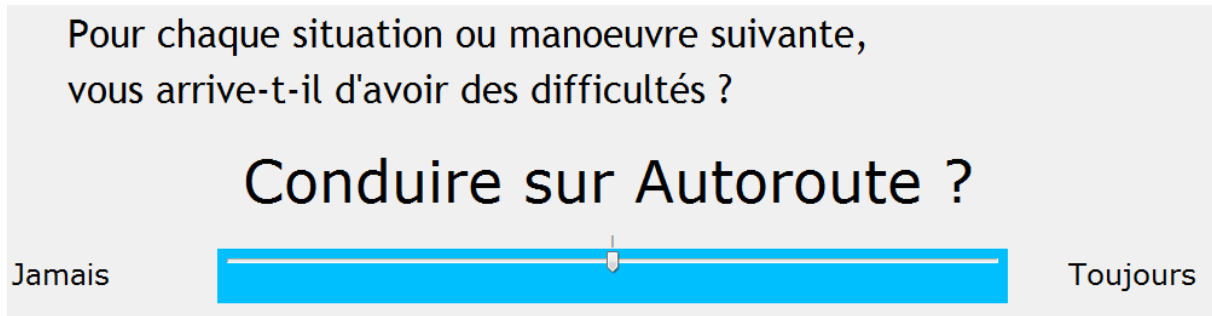 Pour chaque situation ou manoeuvre suivante,
vous arrive-t-il d'avoir des difficultés ?
Conduire sur Autoroute ?
Jamais
Toujours